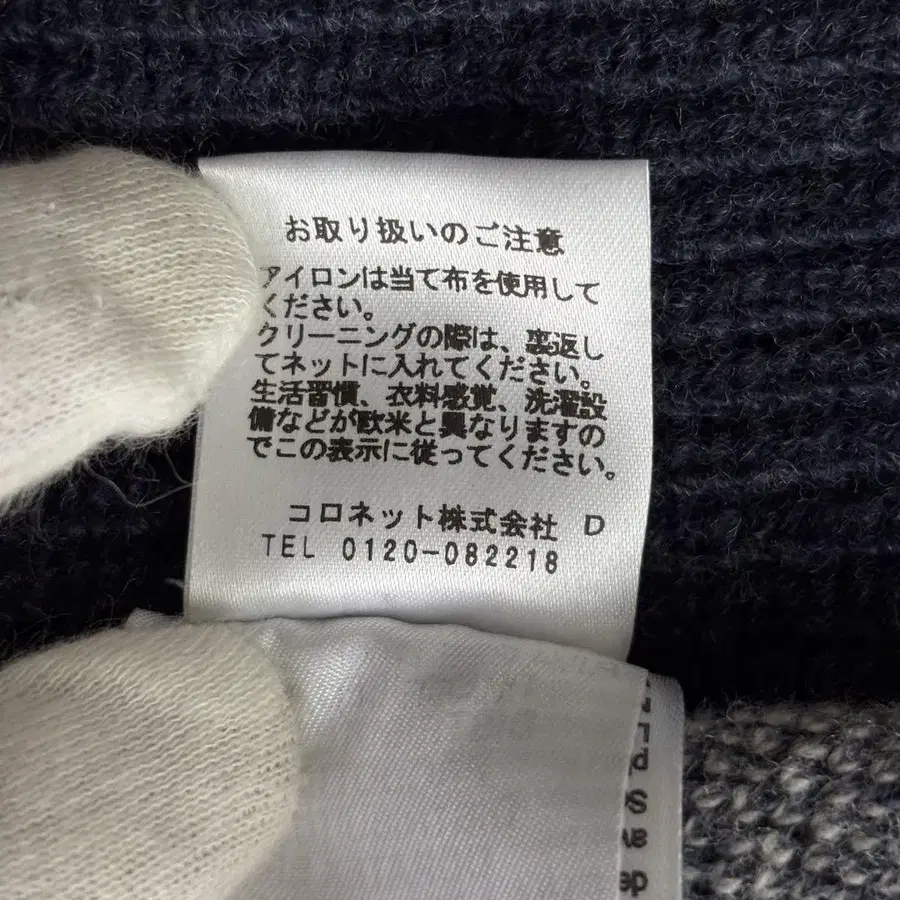 お取り扱いのご注意
アイロンは当て布を使用して
ください。
クリーニングの際は、裏返し
てネットに入れてください。
生活習慣、衣料感覚、洗濯設
備などが欧米と異なりますの
でこの表示に従ってください。
コロネット株式会社 D
TEL 0120-082218